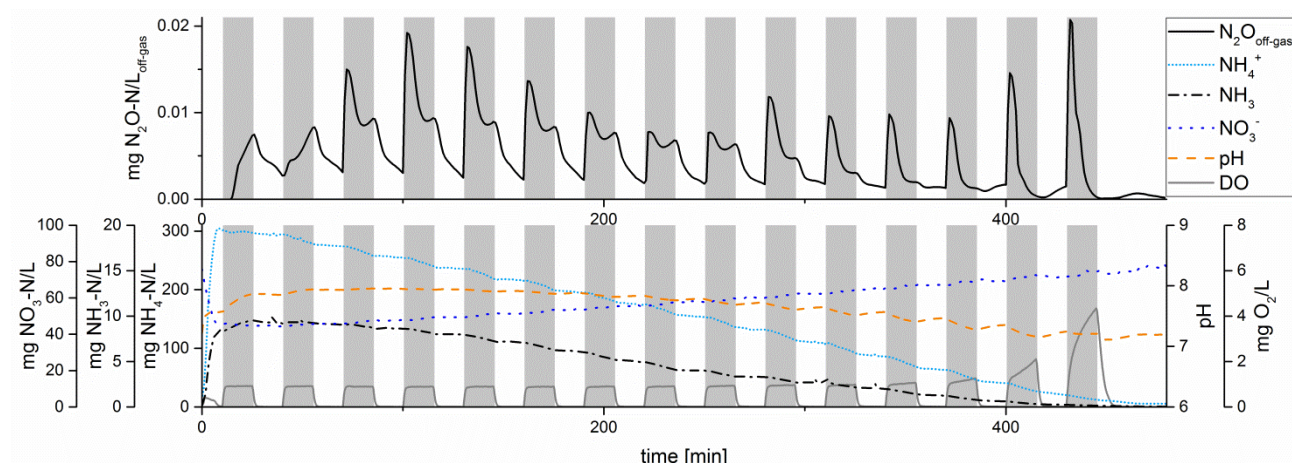 0.02
0.01
0.00
mg N₂O-N/L_off-gas
0 200 400
N₂O_off-gas
NH₄⁺
NH₃
NO₃⁻
pH
DO
100 20 300 9 8
80
15
60 200 8 6
10
40 7 4
100
5
20 2
0 0 0 6 0
mg NO₃-N/L
mg NH₃-N/L
mg NH₄-N/L
pH
mg O₂/L
0 200 400
time [min]